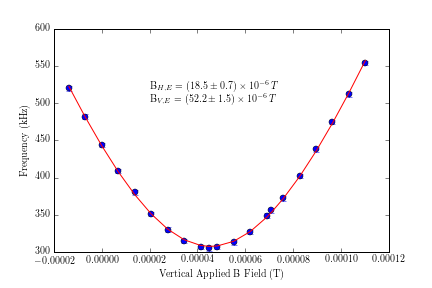 600
550
500
450
400
350
300
Frequency (kHz)
B_{H,E} = (18.5 ± 0.7) × 10^{-6} T
B_{V,E} = (52.2 ± 1.5) × 10^{-6} T
−0.00002 0.00000 0.00002 0.00004 0.00006 0.00008 0.00010 0.00012
Vertical Applied B Field (T)